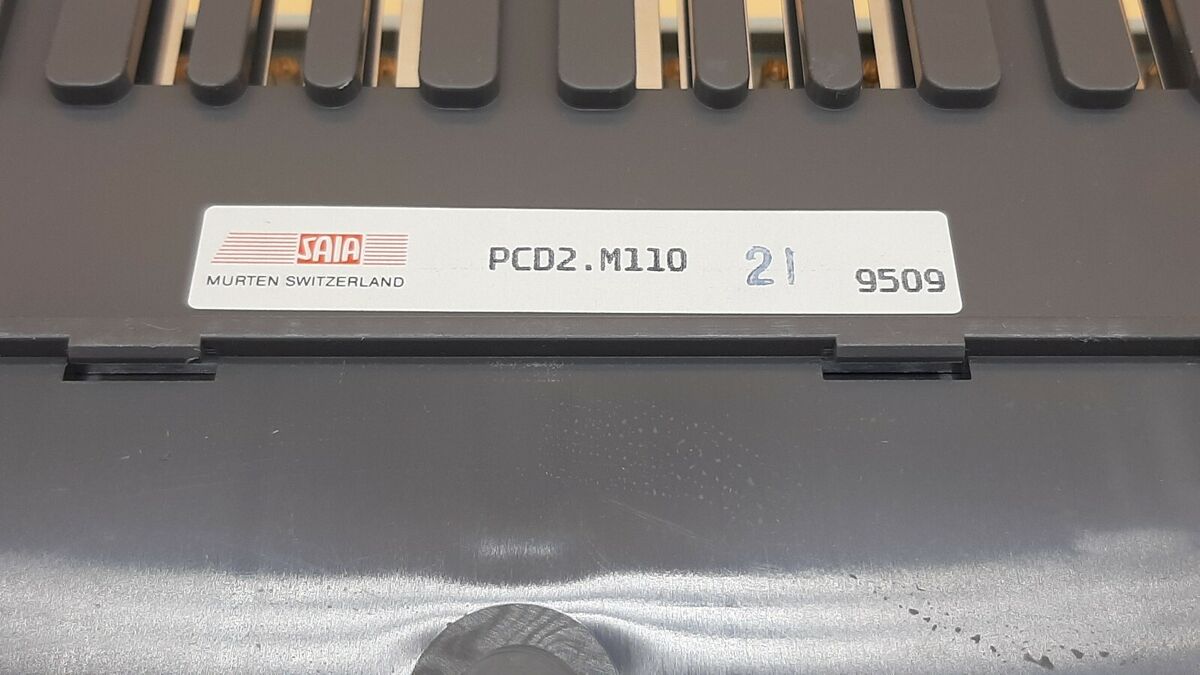 SAIA
MURTEN SWITZERLAND
PCD2.M110 21 9509